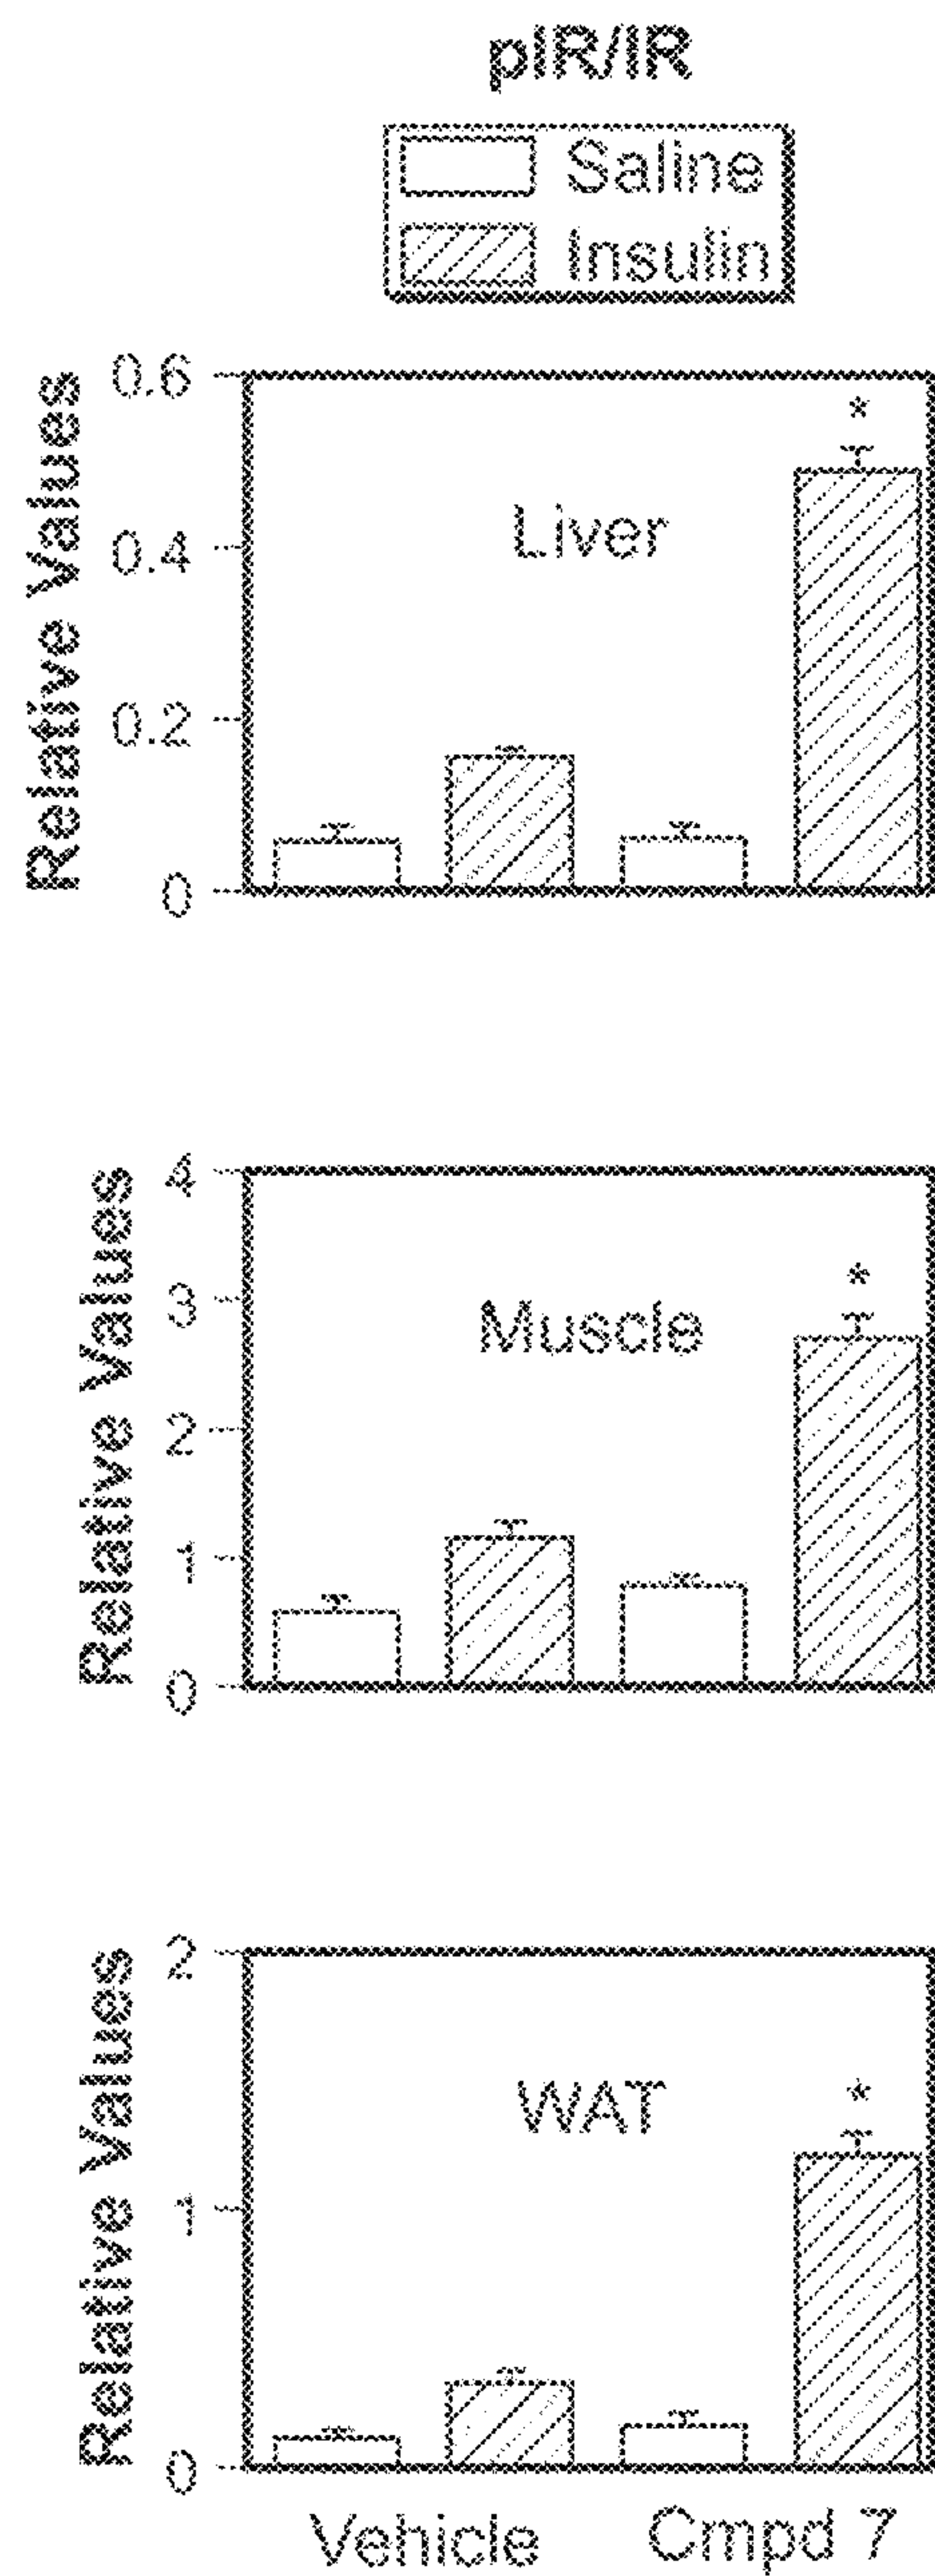 pIR/IR
Saline
Insulin
Relative Values
0.6
0.4
0.2
0
Liver
*
Relative Values
4
3
2
1
0
Muscle
*
Relative Values
2
1
0
WAT
*
Vehicle Cmpd 7